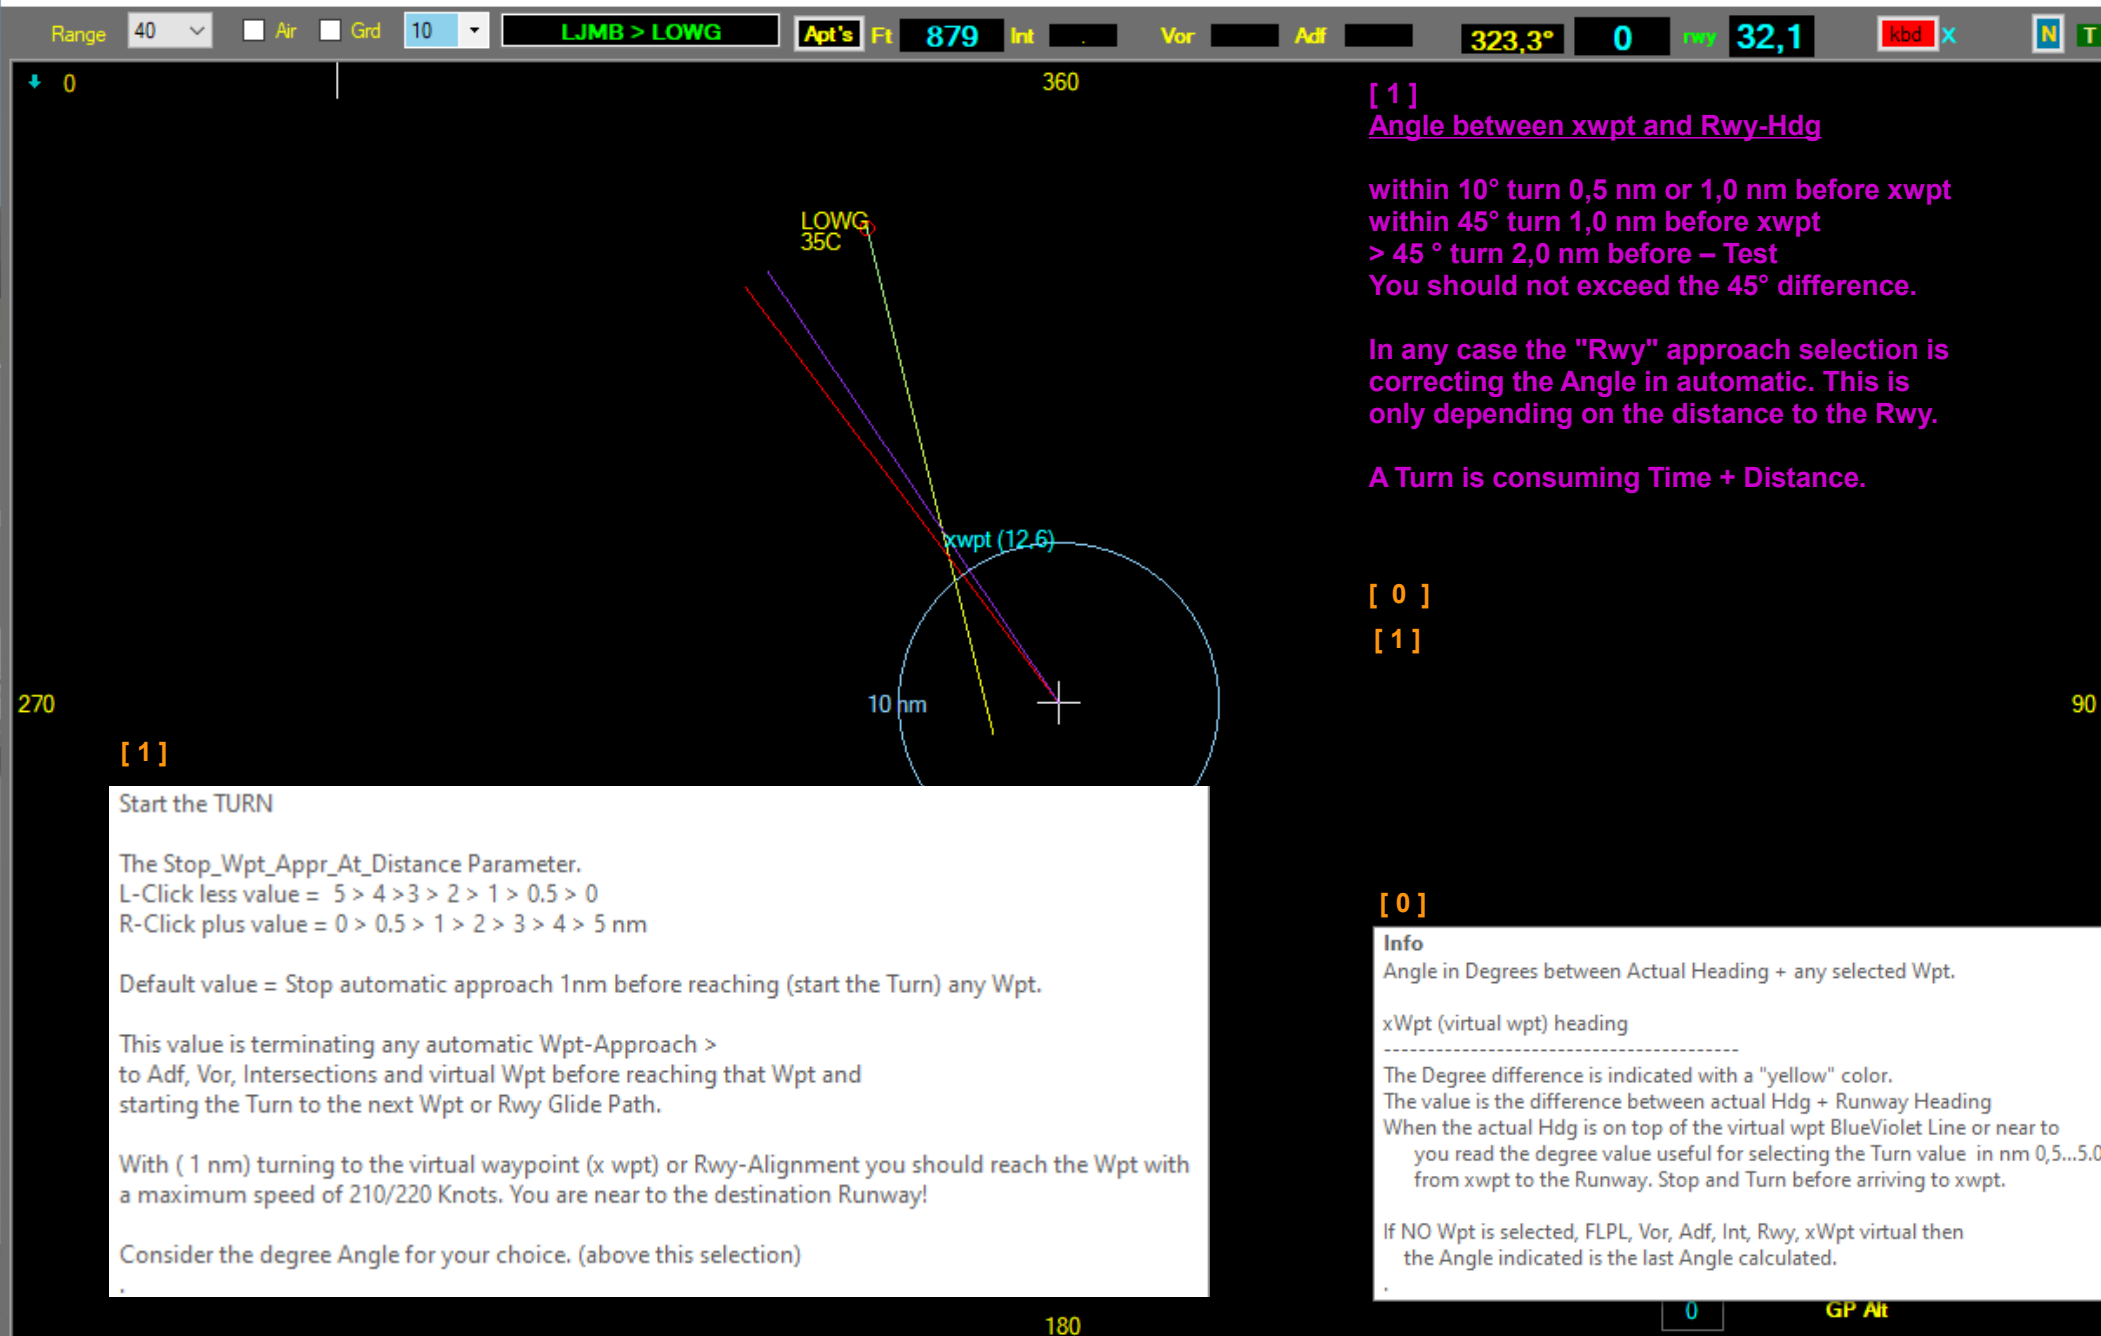 Range 40 Air Grd 10 LJMB > LOWG Apt's Ft 879 Int . Vor Adf 323,3° 0 rwy 32,1 kbd X N T
0
360
[ 1 ]
Angle between xwpt and Rwy-Hdg
within 10° turn 0,5 nm or 1,0 nm before xwpt
within 45° turn 1,0 nm before xwpt
> 45 ° turn 2,0 nm before – Test
You should not exceed the 45° difference.
In any case the "Rwy" approach selection is
correcting the Angle in automatic. This is
only depending on the distance to the Rwy.
A Turn is consuming Time + Distance.
LOWG
35C
xwpt (12,6)
[ 0 ]
[ 1 ]
270
10 nm
90
[ 1 ]
Start the TURN
The Stop_Wpt_Appr_At_Distance Parameter.
L-Click less value =  5 > 4 >3 > 2 > 1 > 0.5 > 0
R-Click plus value = 0 > 0.5 > 1 > 2 > 3 > 4 > 5 nm
Default value = Stop automatic approach 1nm before reaching (start the Turn) any Wpt.
This value is terminating any automatic Wpt-Approach >
to Adf, Vor, Intersections and virtual Wpt before reaching that Wpt and
starting the Turn to the next Wpt or Rwy Glide Path.
With ( 1 nm) turning to the virtual waypoint (x wpt) or Rwy-Alignment you should reach the Wpt with
a maximum speed of 210/220 Knots. You are near to the destination Runway!
Consider the degree Angle for your choice. (above this selection)
.
[ 0 ]
Info
Angle in Degrees between Actual Heading + any selected Wpt.
xWpt (virtual wpt) heading
----------------------------------------
The Degree difference is indicated with a "yellow" color.
The value is the difference between actual Hdg + Runway Heading
When the actual Hdg is on top of the virtual wpt BlueViolet Line or near to
you read the degree value useful for selecting the Turn value  in nm 0,5...5.0
from xwpt to the Runway. Stop and Turn before arriving to xwpt.
If NO Wpt is selected, FLPL, Vor, Adf, Int, Rwy, xWpt virtual then
the Angle indicated is the last Angle calculated.
.
0 GP Alt
180